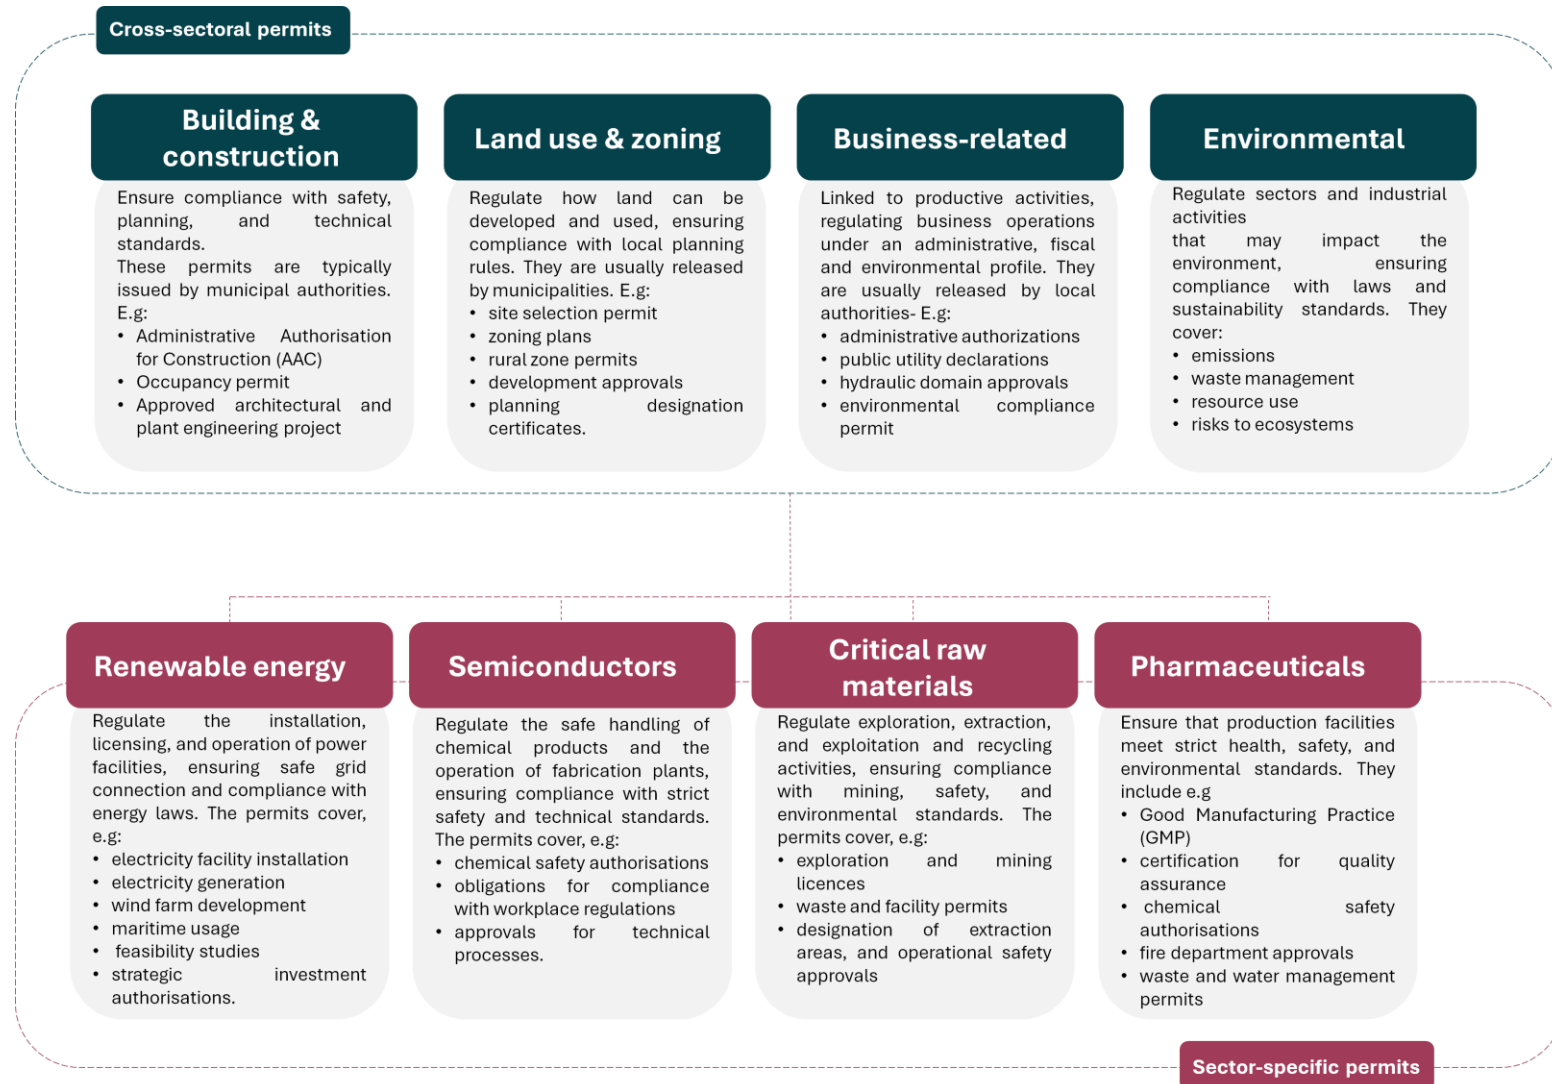 Cross-sectoral permits
Building &
construction
Ensure compliance with safety,
planning, and technical
standards.
These permits are typically
issued by municipal authorities.
E.g:
• Administrative Authorisation
for Construction (AAC)
• Occupancy permit
• Approved architectural and
plant engineering project
Land use & zoning
Regulate how land can be
developed and used, ensuring
compliance with local planning
rules. They are usually released
by municipalities. E.g:
• site selection permit
• zoning plans
• rural zone permits
• development approvals
• planning designation
certificates.
Business-related
Linked to productive activities,
regulating business operations
under an administrative, fiscal
and environmental profile. They
are usually released by local
authorities- E.g:
• administrative authorizations
• public utility declarations
• hydraulic domain approvals
• environmental compliance
permit
Environmental
Regulate sectors and industrial
activities
that may impact the
environment, ensuring
compliance with laws and
sustainability standards. They
cover:
• emissions
• waste management
• resource use
• risks to ecosystems
Renewable energy
Regulate the installation,
licensing, and operation of power
facilities, ensuring safe grid
connection and compliance with
energy laws. The permits cover,
e.g:
• electricity facility installation
• electricity generation
• wind farm development
• maritime usage
• feasibility studies
• strategic investment
authorisations.
Semiconductors
Regulate the safe handling of
chemical products and the
operation of fabrication plants,
ensuring compliance with strict
safety and technical standards.
The permits cover, e.g:
• chemical safety authorisations
• obligations for compliance
with workplace regulations
• approvals for technical
processes.
Critical raw
materials
Regulate exploration, extraction,
and exploitation and recycling
activities, ensuring compliance
with mining, safety, and
environmental standards. The
permits cover, e.g:
• exploration and mining
licences
• waste and facility permits
• designation of extraction
areas, and operational safety
approvals
Pharmaceuticals
Ensure that production facilities
meet strict health, safety, and
environmental standards. They
include e.g
• Good Manufacturing Practice
(GMP)
• certification for quality
assurance
• chemical safety
authorisations
• fire department approvals
• waste and water management
permits
Sector-specific permits